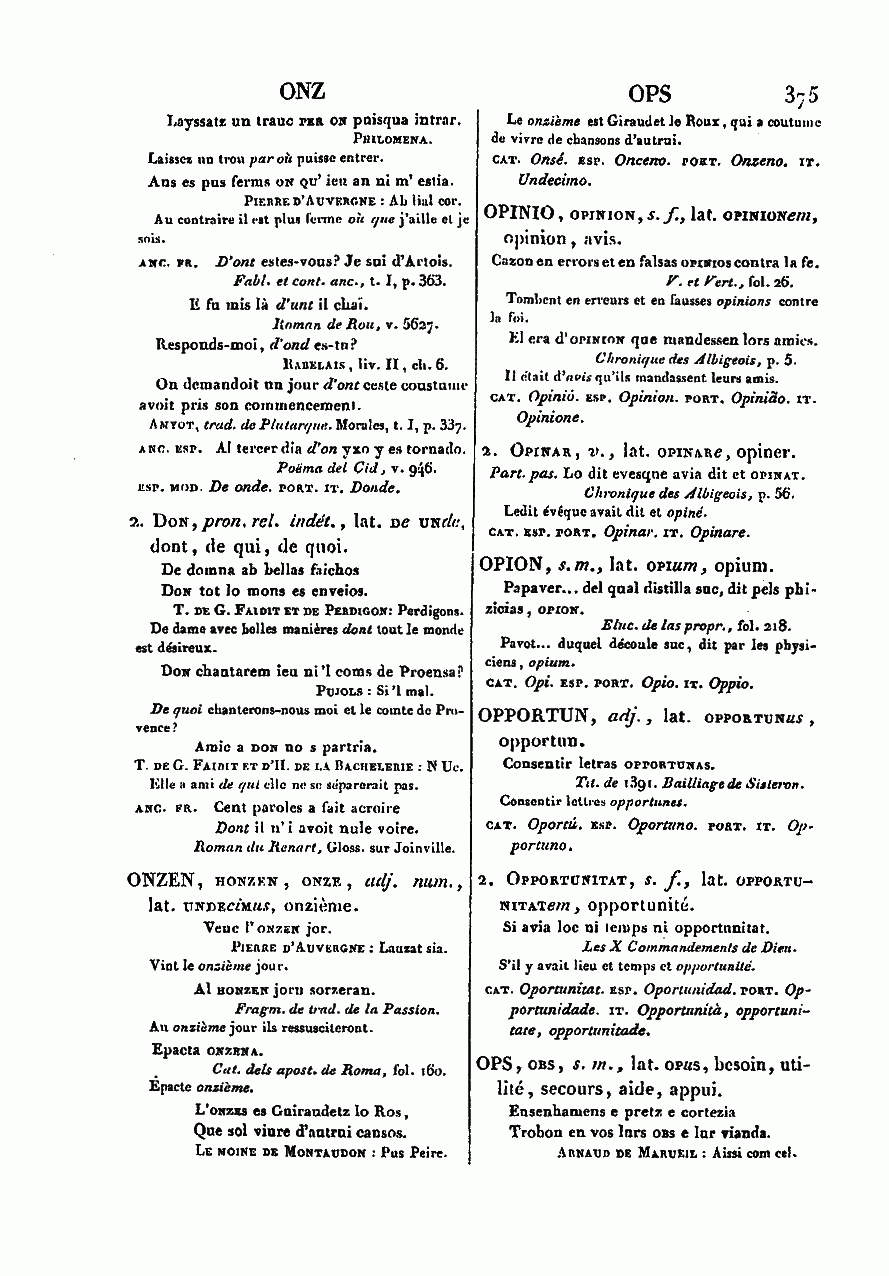 ONZ
OPS
375
Layssatz un trauc PER ON puisqua intrar.
PHILOMENA.
Laissez un trou par où puisse entrer.
Ans es pus ferms ON QU' ieu an ni m' estia.
PIERRE D'AUVERGNE : Ab lial cor.
Au contraire il est plus ferme où que j'aille et je
sois.
ANC. FR. D'ont estes-vous? Je sui d'Artois.
Fabl. et cont. anc., t. I, p. 363.
E fu mis là d'unt il chaï.
Roman de Rou, v. 5627.
Responds-moi, d'ond es-tu?
RABELAIS, liv. II, ch. 6.
On demandoit un jour d'ont ceste coustume
avoit pris son commencement.
AMYOT, trad. de Plutarque. Morales, t. I, p. 337.
ANC. ESP. Al tercer dia d'on yxo y es tornado.
Poëma del Cid, v. 946.
ESP. MOD. De onde. PORT. IT. Donde.
2. DON, pron. rel. indét., lat. DE UNde,
dont, de qui, de quoi.
De domna ab bellas faichos
DON tot lo mons es enveios.
T. DE G. FAIDIT ET DE PERDIGON: Perdigons.
De dame avec belles manières dont tout le monde
est désireux.
DON chantarem ieu ni'l coms de Proensa?
PUJOLS : Si'l mal.
De quoi chanterons-nous moi et le comte de Pro-
vence?
Amic a DON no s partria.
T. DE G. FAIDIT ET D'H. DE LA BACHELERIE : N Uc.
Elle a ami de qui elle ne se séparerait pas.
ANC. FR. Cent paroles a fait acroire
Dont il n'i avoit nule voire.
Roman du Renart, Gloss. sur Joinville.
ONZEN, HONZEN, ONZE, adj. num.,
lat. UNDEciMus, onzième.
Venc l'ONZEN jor.
PIERRE D'AUVERGNE : Lauzat sia.
Vint le onzième jour.
Al HONZEN jorn sorzeran.
Fragm. de trad. de la Passion.
Au onzième jour ils ressusciteront.
Epacta ONZENA.
Cat. dels apost. de Roma, fol. 160.
Épacte onzième.
L'ONZES es Guiraudetz lo Ros,
Que sol viure d'autrui cansos.
LE MOINE DE MONTAUDON : Pus Peire.
Le onzième est Giraudet le Roux, qui a coutume
de vivre de chansons d'autrui.
CAT. Onsé. ESP. Onceno. PORT. Onzeno. IT.
Undecimo.
OPINIO, OPINION, s. f., lat. OPINIONem,
opinion, avis.
Cazon en errors et en falsas OPINIOS contra la fe.
V. et Vert., fol. 26.
Tombent en erreurs et en fausses opinions contre
la foi.
El era d'OPINION que mandessen lors amics.
Chronique des Albigeois, p. 5.
Il était d'avis qu'ils mandassent leurs amis.
CAT. Opinió. ESP. Opinion. PORT. Opinião. IT.
Opinione.
2. OPINAR, v., lat. OPINARe, opiner.
Part. pas. Lo dit evesque avia dit et OPINAT.
Chronique des Albigeois, p. 56.
Ledit évêque avait dit et opiné.
CAT. ESP. PORT. Opinar. IT. Opinare.
OPION, s. m., lat. OPIum, opium.
Papaver... del qual distilla suc, dit pels phi-
zicias, OPION.
Eluc. de las propr., fol. 218.
Pavot... duquel découle suc, dit par les physi-
ciens, opium.
CAT. Opi. ESP. PORT. Opio. IT. Oppio.
OPPORTUN, adj., lat. OPPORTUNus,
opportun.
Consentir letras OPPORTUNAS.
Tit. de 1391. Bailliage de Sisteron.
Consentir lettres opportunes.
CAT. Oportú. ESP. Oportuno. PORT. IT. Op-
portuno.
2. OPPORTUNITAT, s. f., lat. OPPORTU-
NITATem, opportunité.
Si avia loc ni temps ni opportunitat.
Les X Commandements de Dieu.
S'il y avait lieu et temps et opportunité.
CAT. Oportunitat. ESP. Oportunidad. PORT. Op-
portunidade. IT. Opportunità, opportuni-
tate, opportunitade.
OPS, OBS, s. m., lat. OPUS, besoin, uti-
lité, secours, aide, appui.
Ensenhamens e pretz e cortezia
Trobon en vos lurs OBS e lur vianda.
ARNAUD DE MARUEIL : Aissi com cel.